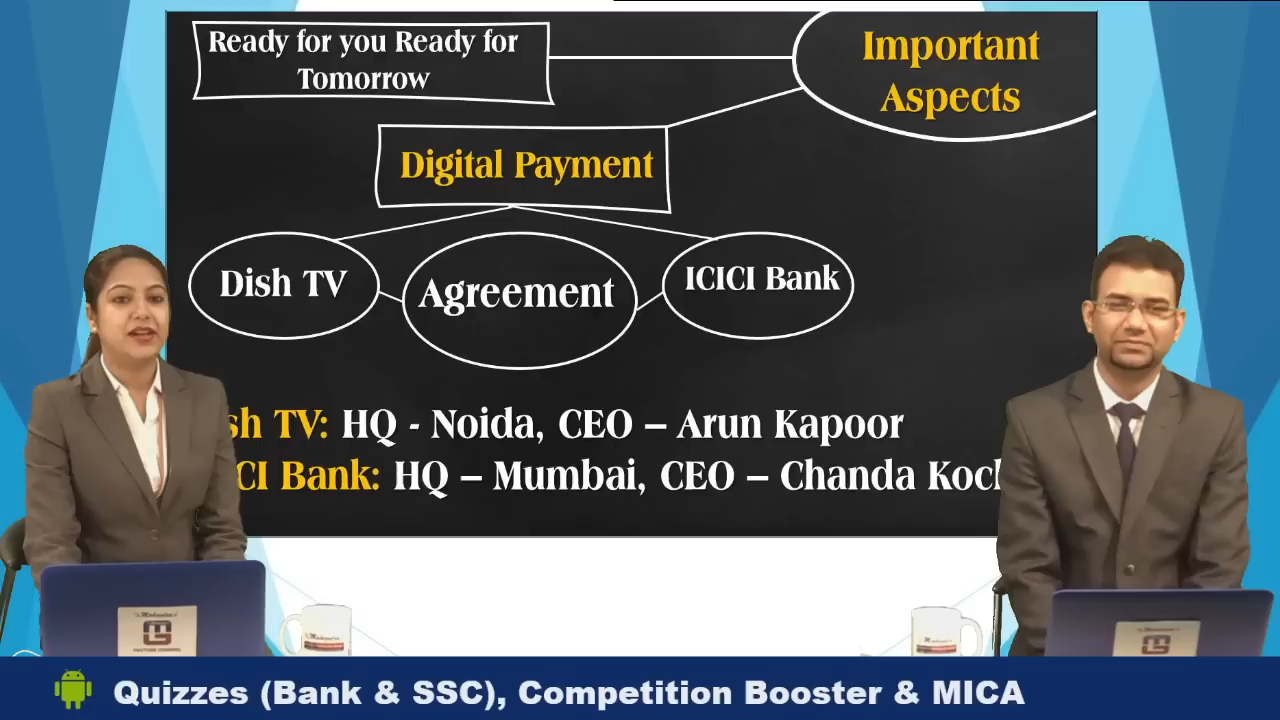 Ready for you Ready for
Tomorrow
Important
Aspects
Digital Payment
Dish TV
Agreement
ICICI Bank
sh TV: HQ - Noida, CEO – Arun Kapoor
CI Bank: HQ – Mumbai, CEO – Chanda Koch
Quizzes (Bank & SSC), Competition Booster & MICA